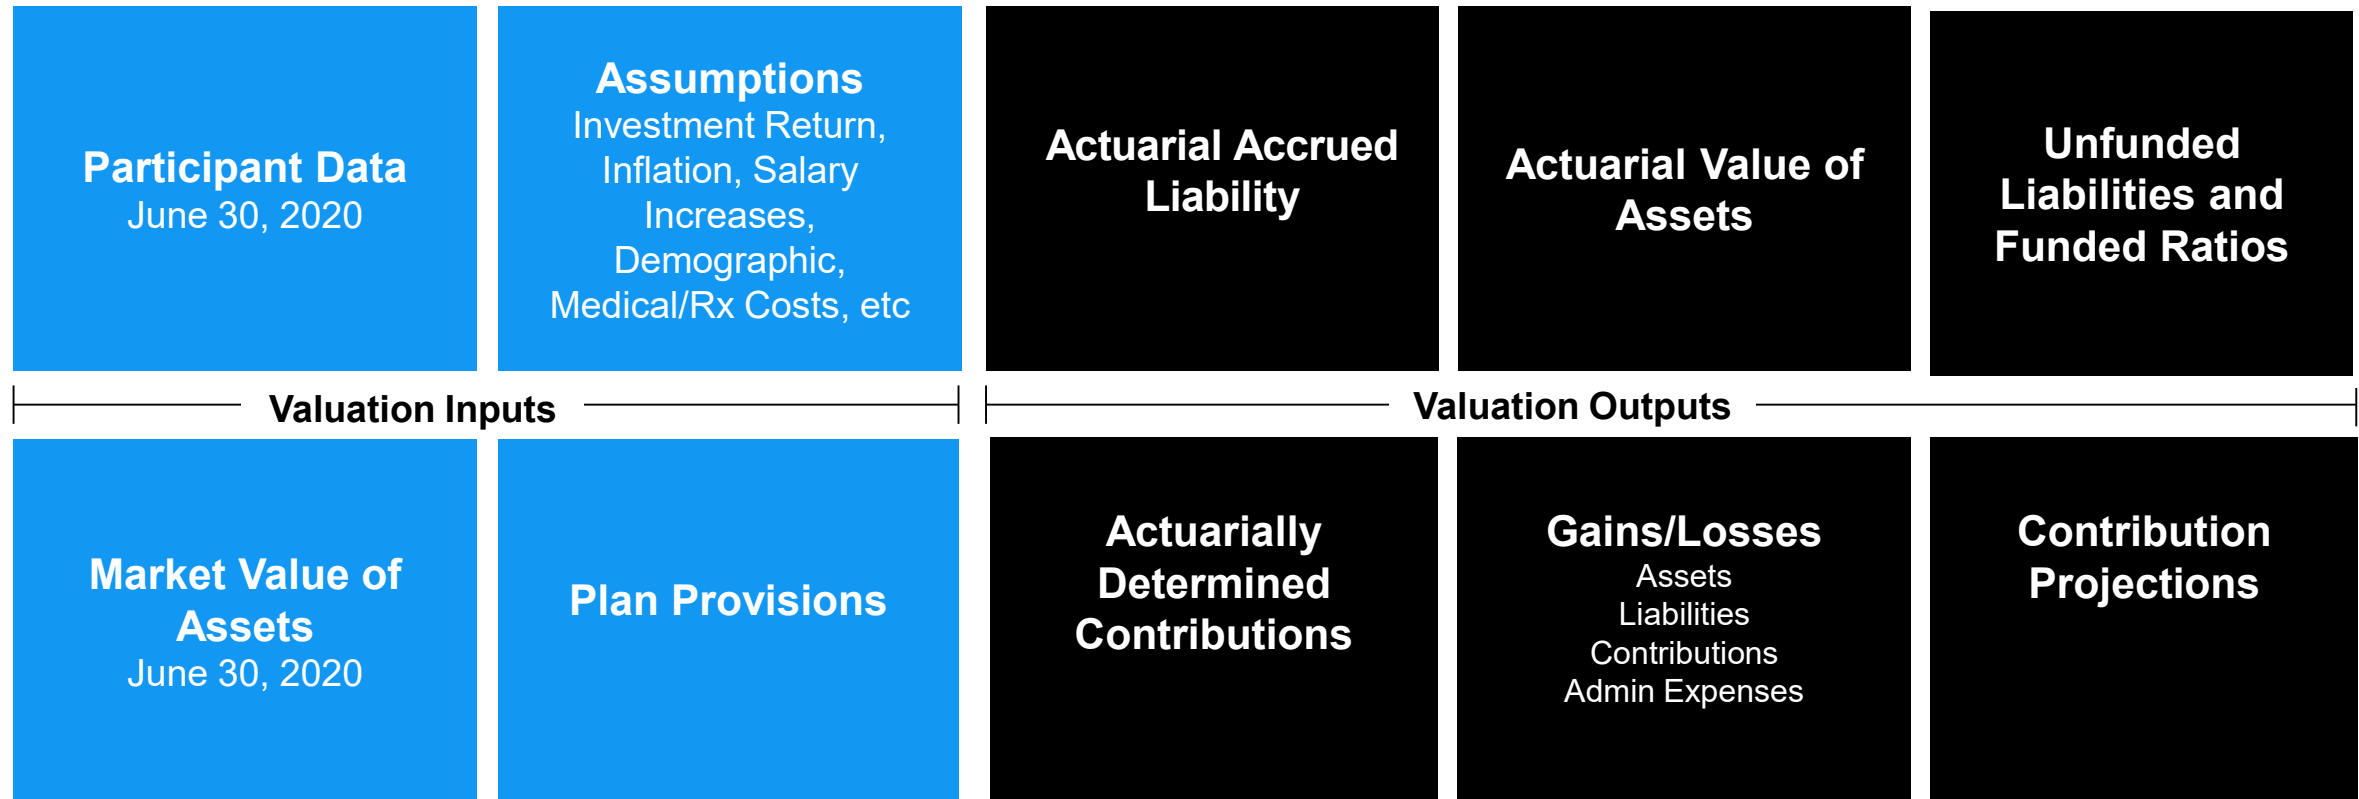 Participant Data
June 30, 2020
Assumptions
Investment Return,
Inflation, Salary
Increases,
Demographic,
Medical/Rx Costs, etc
Actuarial Accrued
Liability
Actuarial Value of
Assets
Unfunded
Liabilities and
Funded Ratios
Valuation Inputs
Valuation Outputs
Market Value of
Assets
June 30, 2020
Plan Provisions
Actuarially
Determined
Contributions
Gains/Losses
Assets
Liabilities
Contributions
Admin Expenses
Contribution
Projections